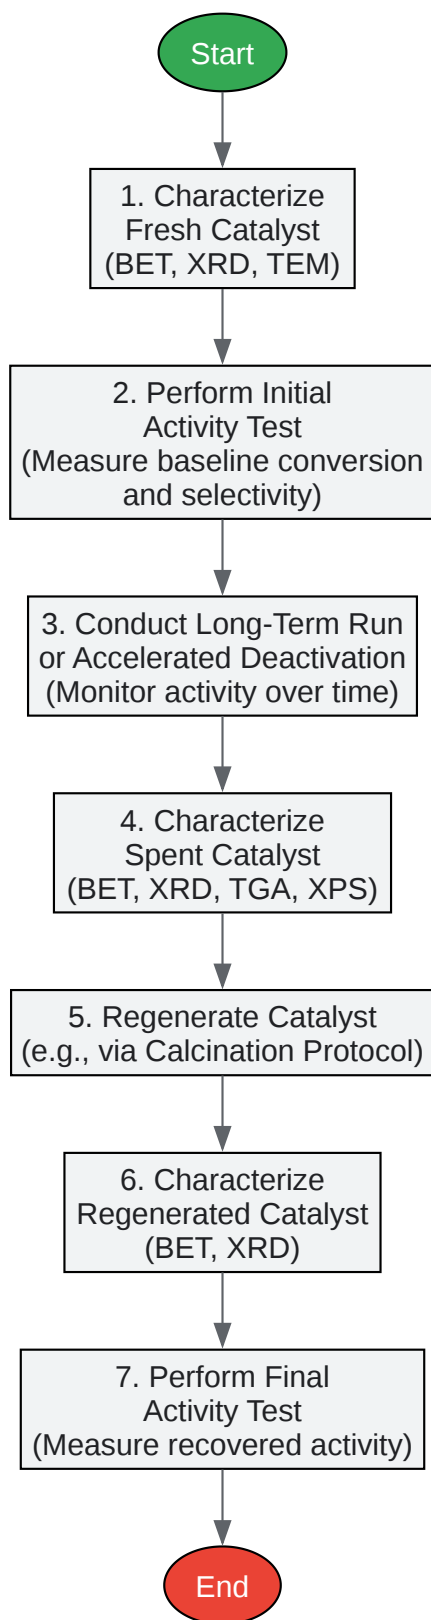 Start
1. Characterize
Fresh Catalyst
(BET, XRD, TEM)
2. Perform Initial
Activity Test
(Measure baseline conversion
and selectivity)
3. Conduct Long-Term Run
or Accelerated Deactivation
(Monitor activity over time)
4. Characterize
Spent Catalyst
(BET, XRD, TGA, XPS)
5. Regenerate Catalyst
(e.g., via Calcination Protocol)
6. Characterize
Regenerated Catalyst
(BET, XRD)
7. Perform Final
Activity Test
(Measure recovered activity)
End